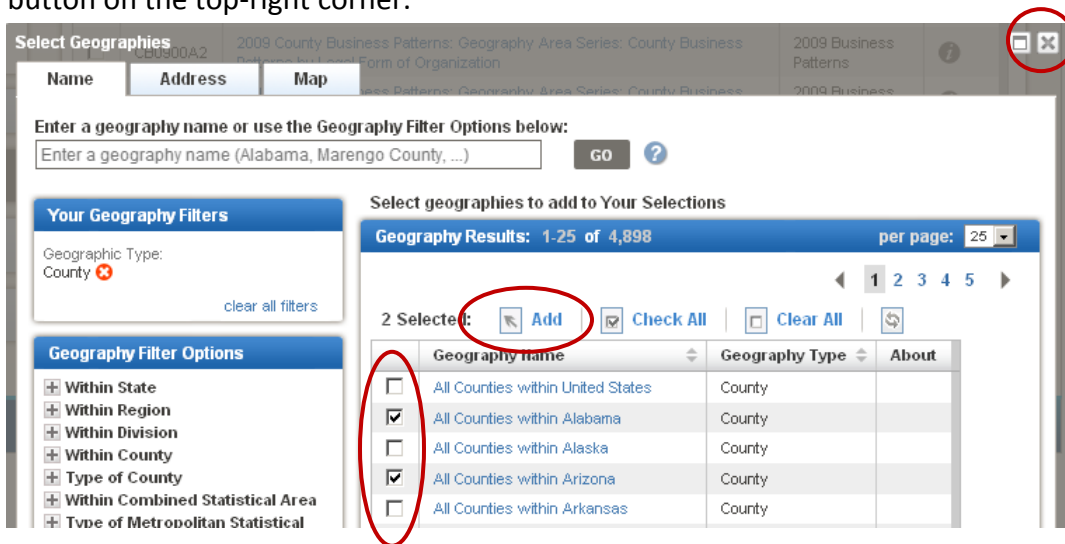 button on the top-right corner.
Select Geographies
CB0900A2 2009 County Business Patterns: Geography Area Series: County Business 2009 Business
Form of Organization Patterns
Name Address Map
Enter a geography name or use the Geography Filter Options below:
Enter a geography name (Alabama, Marengo County, ...) GO ?
Select geographies to add to Your Selections
Your Geography Filters
Geography Results: 1-25 of 4,898 per page: 25
Geographic Type:
County
1 2 3 4 5
clear all filters
2 Selected: Add Check All Clear All
Geography Filter Options
Geography Name Geography Type About
Within State
Within Region
Within Division
Within County
Type of County
Within Combined Statistical Area
Type of Metropolitan Statistical
All Counties within United States County
All Counties within Alabama County
All Counties within Alaska County
All Counties within Arizona County
All Counties within Arkansas County